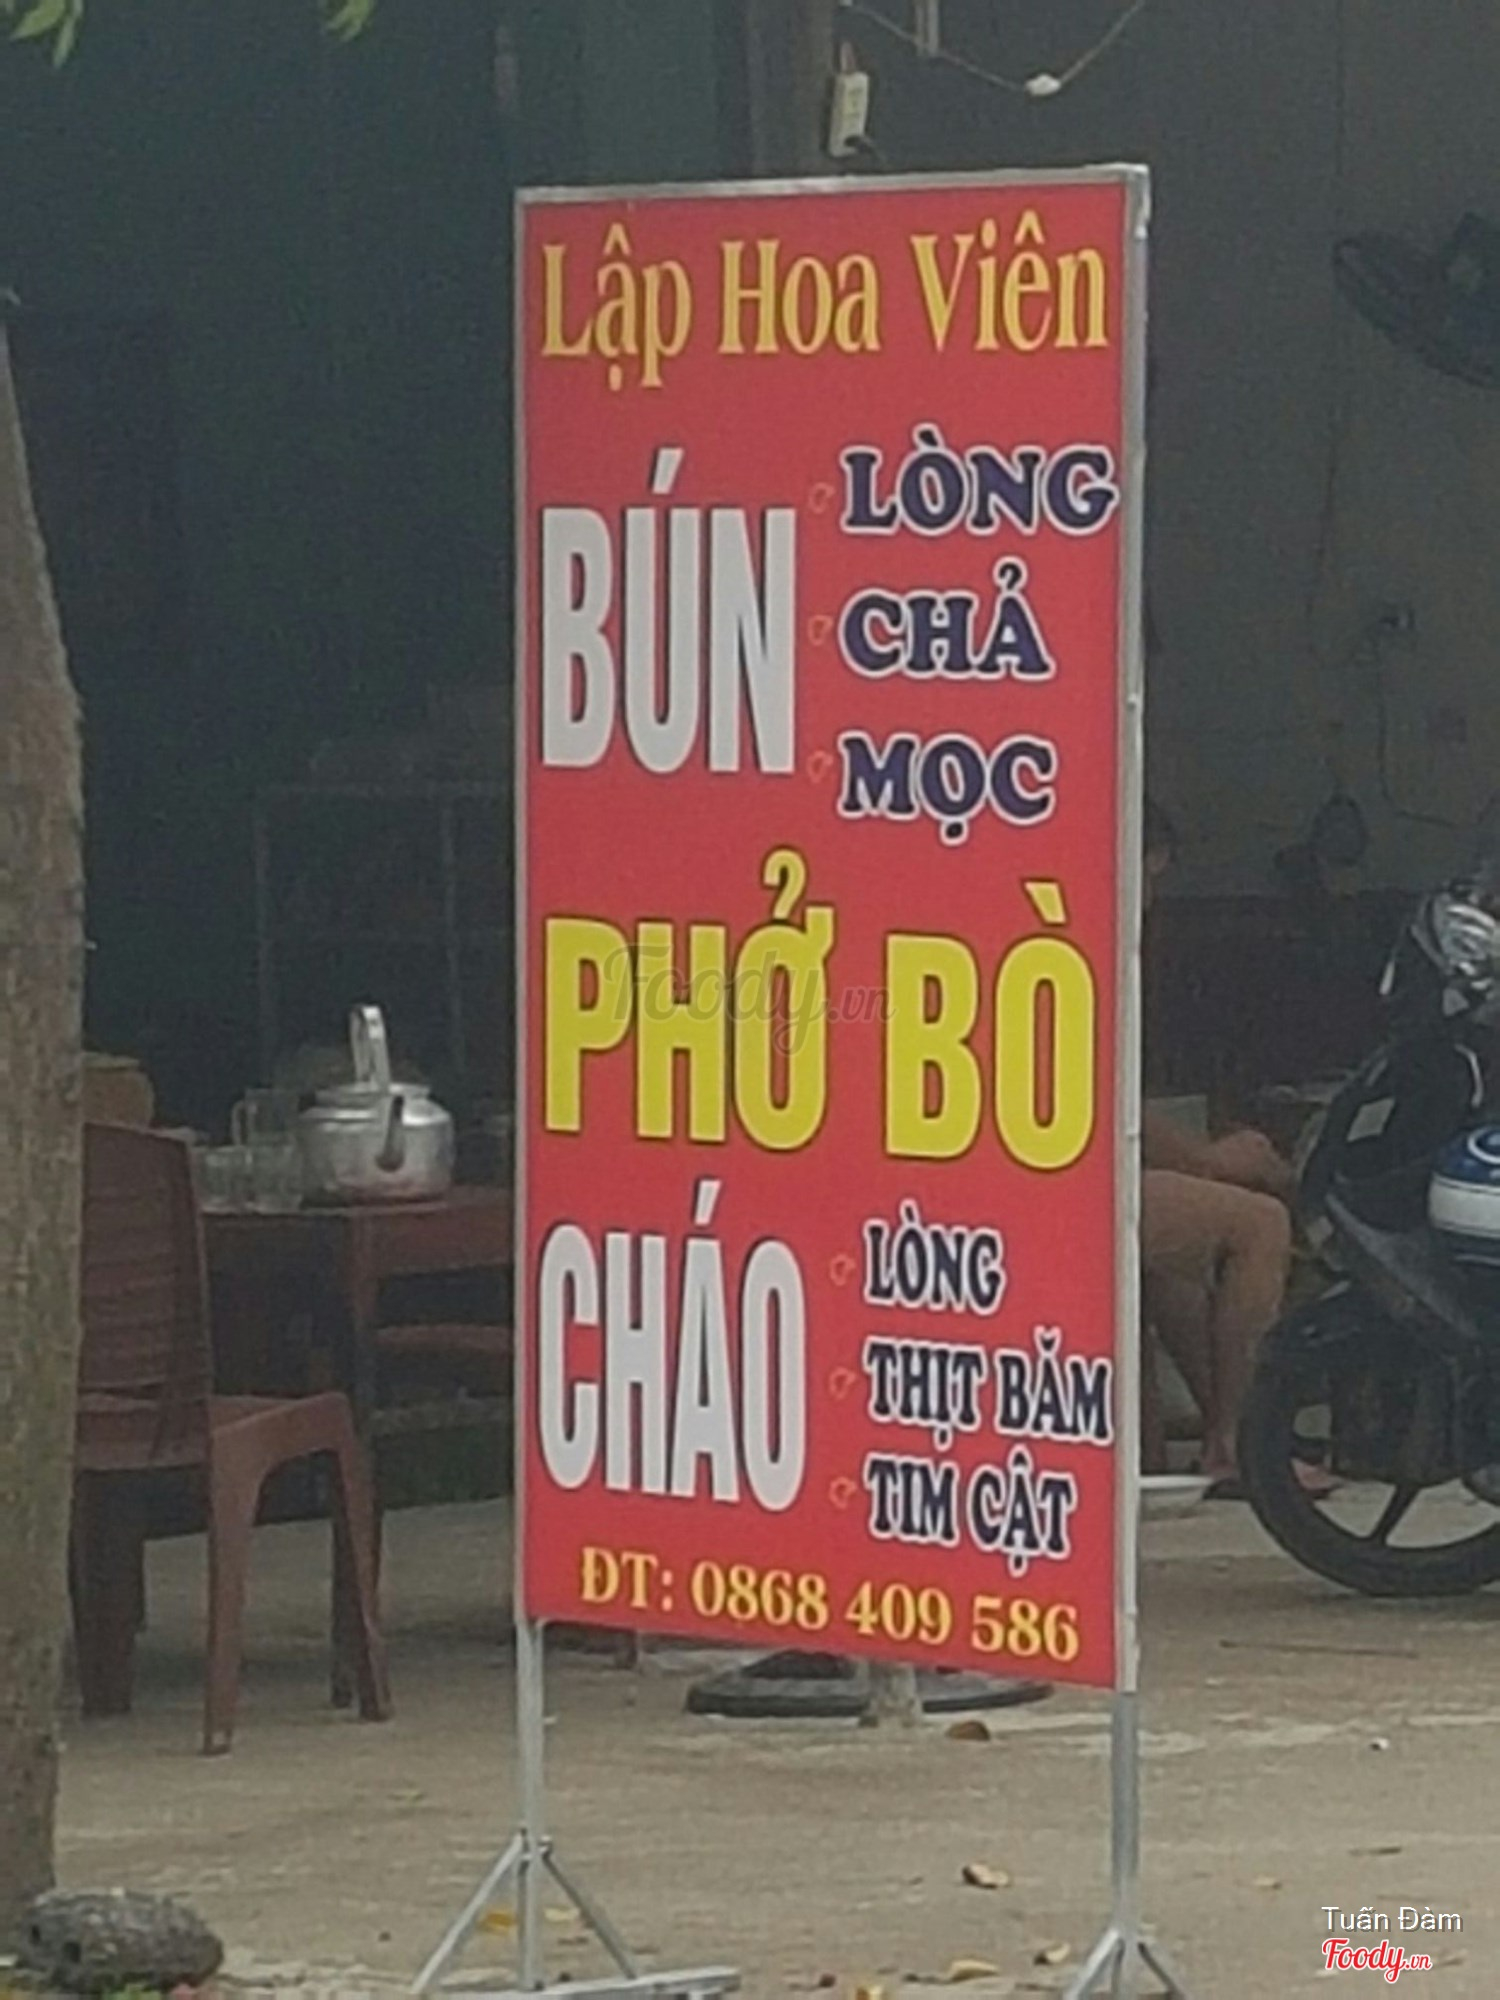 Lập Hoa Viên
BÚN
LÒNG
CHẢ
MỌC
PHỞ BÒ
CHÁO
LÒNG
THỊT BĂM
TIM CẬT
ĐT: 0868 409 586
Foody.vn
Tuấn Đàm
Foody.vn